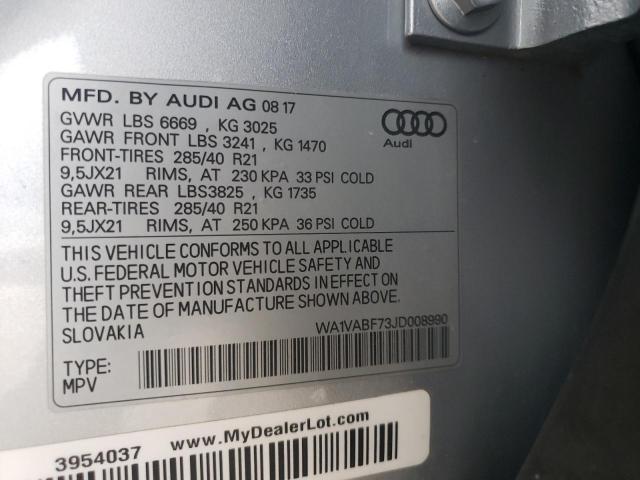 MFD. BY AUDI AG 08 17
GVWR LBS 6669 , KG 3025
GAWR FRONT LBS 3241 , KG 1470
FRONT-TIRES 285/40 R21
9,5JX21 RIMS, AT 230 KPA 33 PSI COLD
GAWR REAR LBS3825 , KG 1735
REAR-TIRES 285/40 R21
9,5JX21 RIMS, AT 250 KPA 36 PSI COLD
Audi
THIS VEHICLE CONFORMS TO ALL APPLICABLE
U.S. FEDERAL MOTOR VEHICLE SAFETY AND
THEFT PREVENTION STANDARDS IN EFFECT ON
THE DATE OF MANUFACTURE SHOWN ABOVE.
SLOVAKIA
WA1VABF73JD008990
TYPE:
MPV
3954037
www.MyDealerLot.com